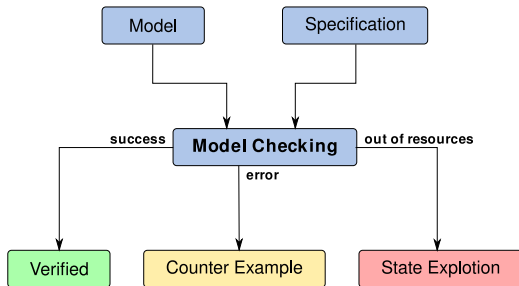 Model
Specification
Model Checking
success
out of resources
error
Verified
Counter Example
State Explotion